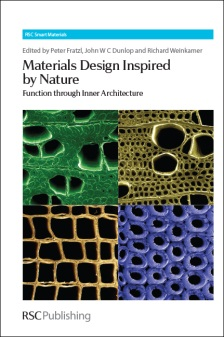 RSC Smart Materials
Edited by Peter Fratzl, John W C Dunlop and Richard Weinkamer
Materials Design Inspired
by Nature
Function through Inner Architecture
RSCPublishing